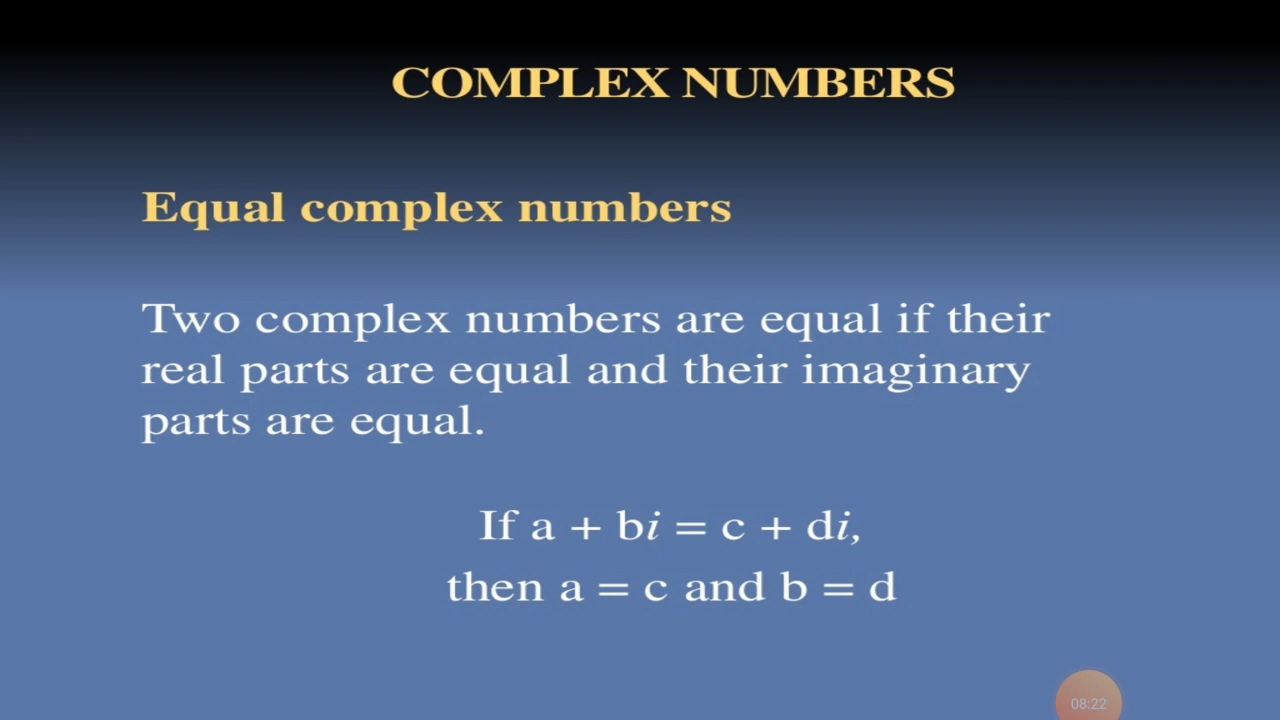 COMPLEX NUMBERS
Equal complex numbers
Two complex numbers are equal if their
real parts are equal and their imaginary
parts are equal.
If a + bi = c + di,
then a = c and b = d
08:22